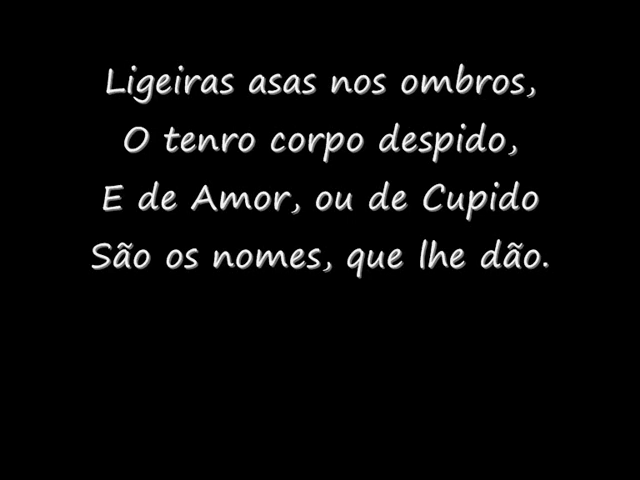 Ligeiras asas nos ombros,
O tenro corpo despido,
E de Amor, ou de Cupido
São os nomes, que lhe dão.